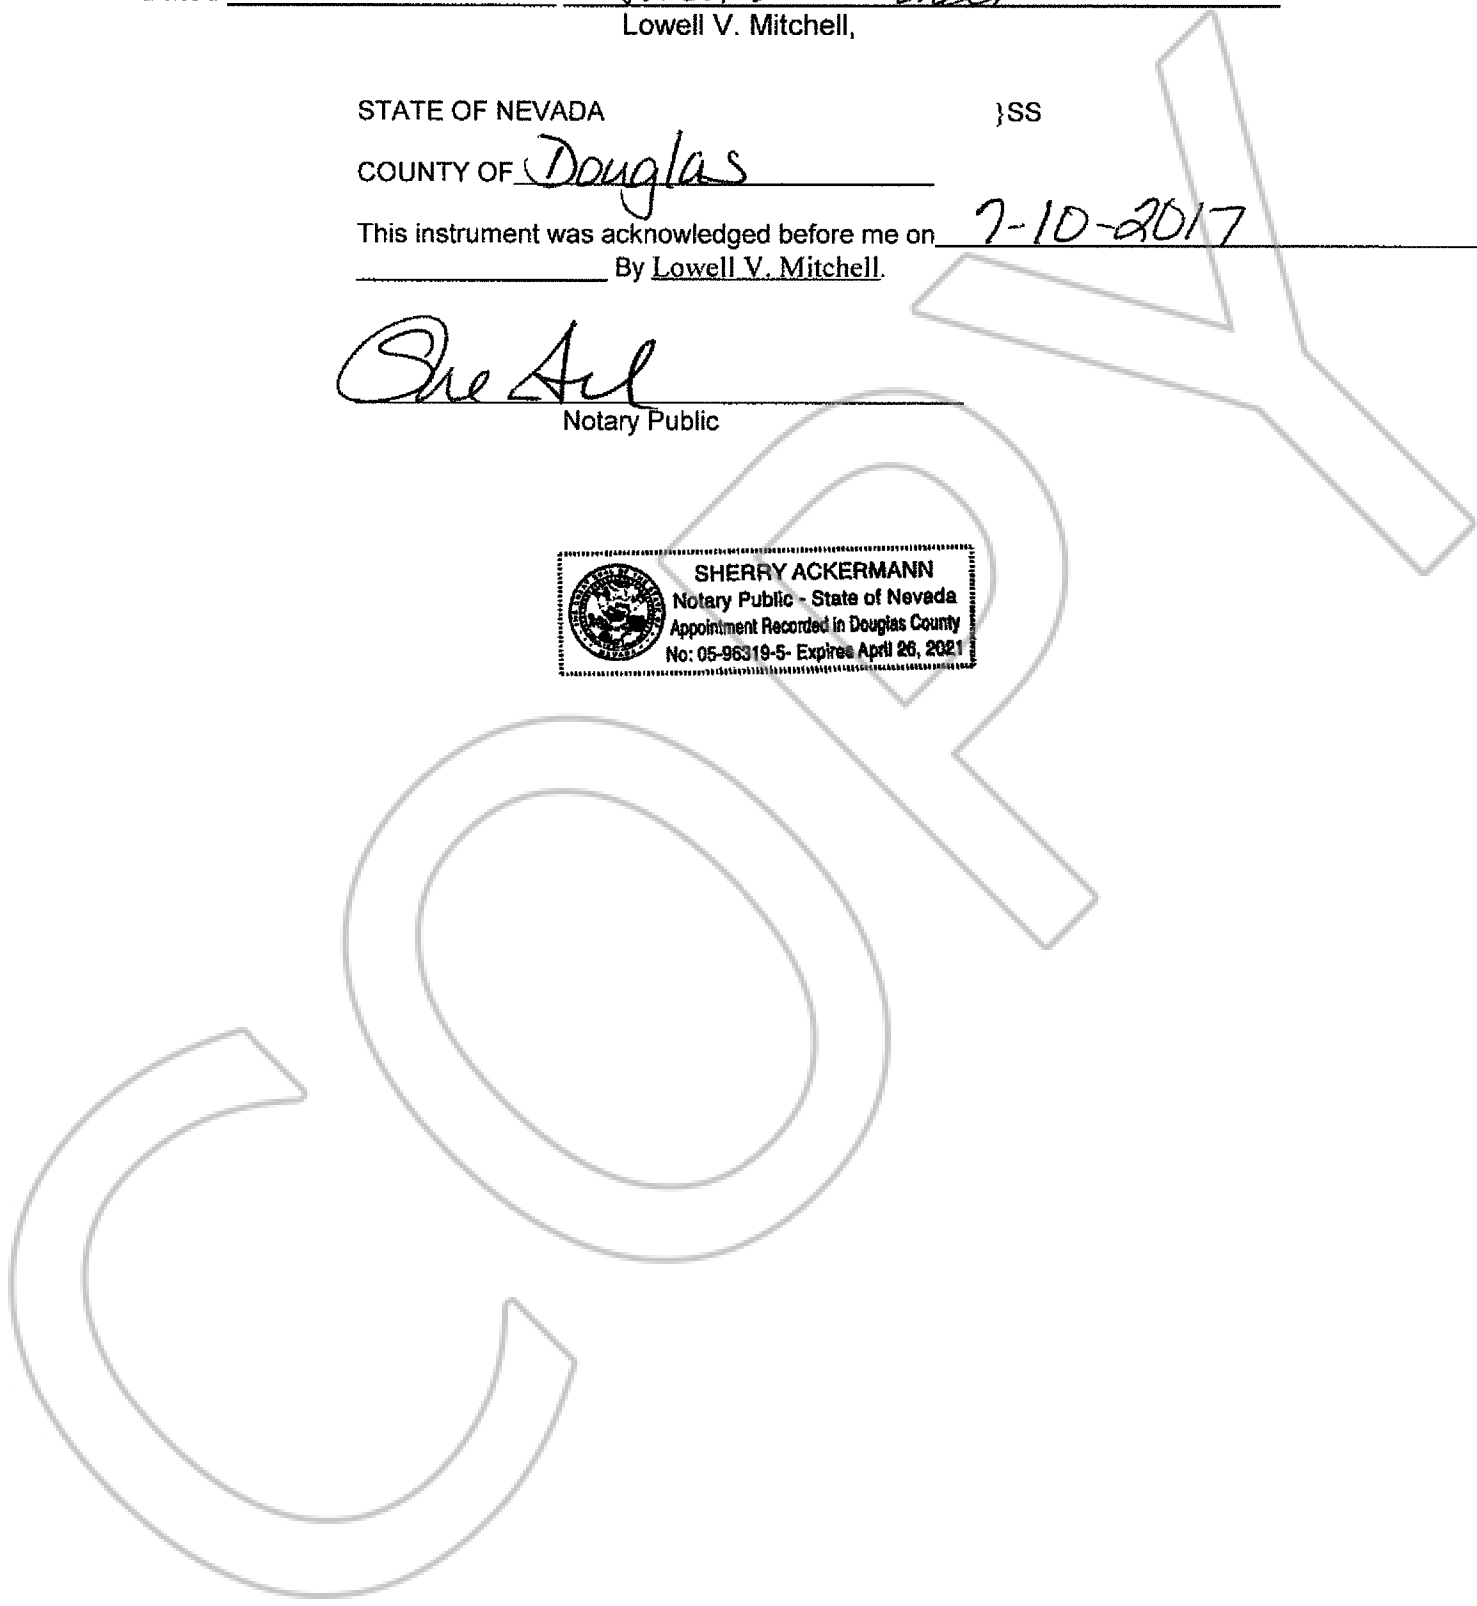 Lowell V. Mitchell,
STATE OF NEVADA }SS
COUNTY OF Douglas
This instrument was acknowledged before me on 7-10-2017
By Lowell V. Mitchell.
Notary Public
SHERRY ACKERMANN
Notary Public - State of Nevada
Appointment Recorded in Douglas County
No: 05-96319-5- Expires April 26, 2021
COPY